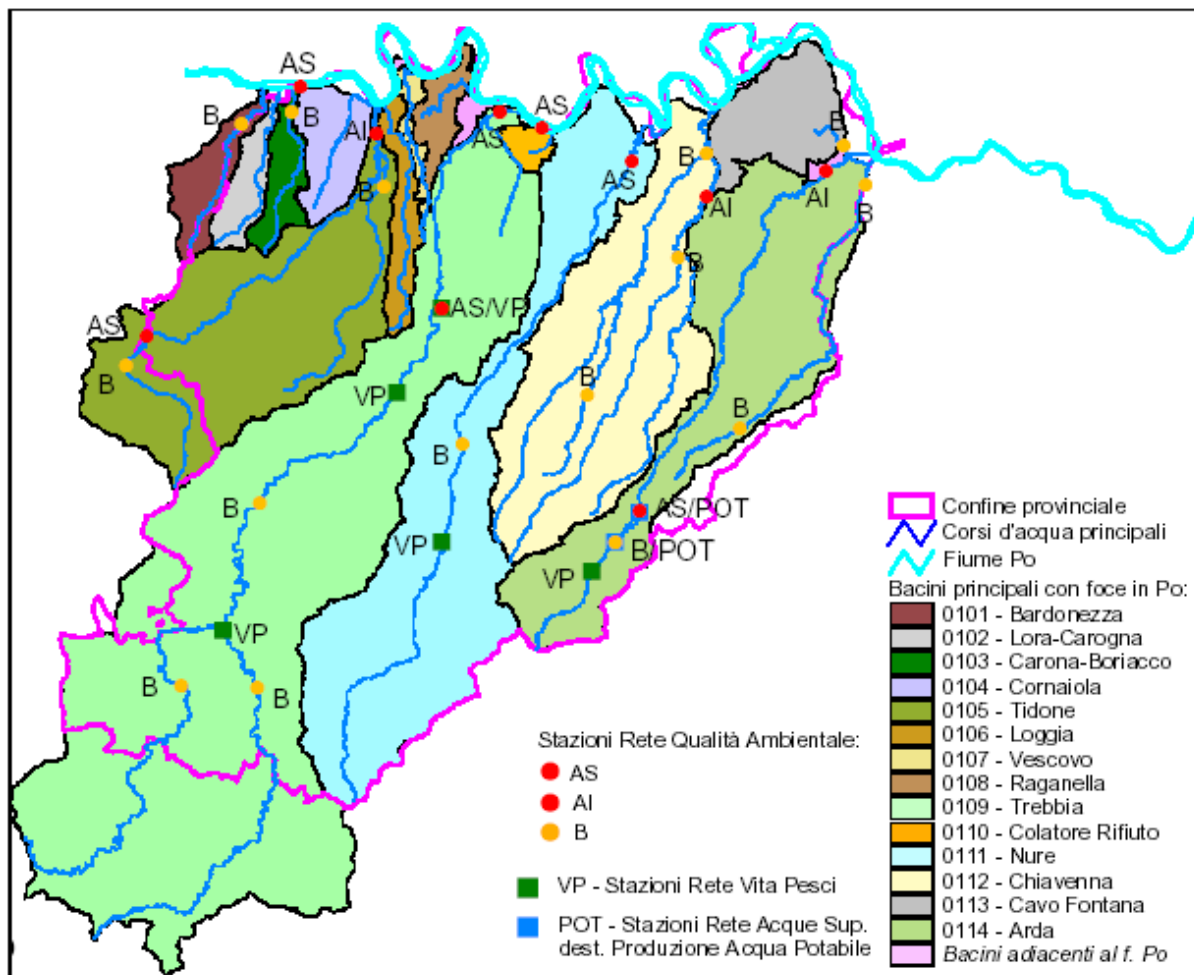 AS
B
B
AI
AS
AS
B
B
AS
B
AI
AI
B
B
AS/VP
AS
B
VP
B
B
B
B
AS/POT
VP
B/POT
VP
VP
B
B
Confine provinciale
Corsi d'acqua principali
Fiume Po
Bacini principali con foce in Po:
0101 - Bardonezza
0102 - Lora-Carogna
0103 - Carona-Boriacco
0104 - Cornaiola
0105 - Tidone
0106 - Loggia
0107 - Vescovo
0108 - Raganella
0109 - Trebbia
0110 - Colatore Rifiuto
0111 - Nure
0112 - Chiavenna
0113 - Cavo Fontana
0114 - Arda
Bacini adiacenti al f. Po
Stazioni Rete Qualità Ambientale:
AS
AI
B
VP - Stazioni Rete Vita Pesci
POT - Stazioni Rete Acque Sup.
dest. Produzione Acqua Potabile